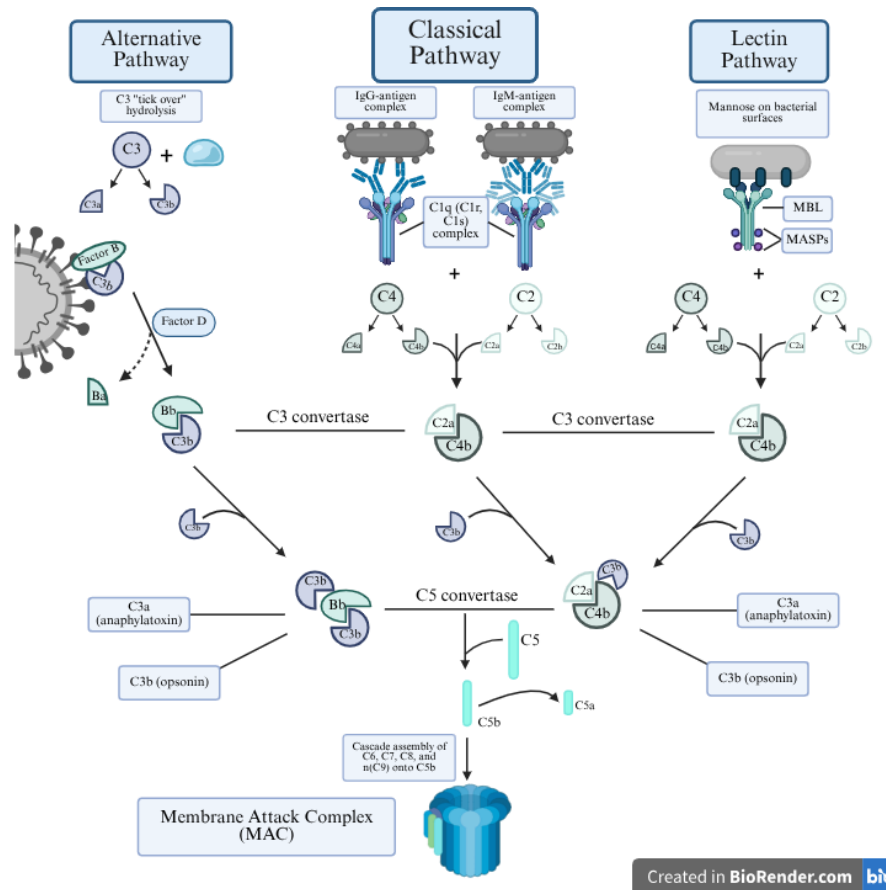 Alternative
Pathway
Classical
Pathway
Lectin
Pathway
C3 "tick over"
hydrolysis
IgG-antigen
complex
IgM-antigen
complex
Mannose on bacterial
surfaces
C3
+
C3a
C3b
C1q (C1r,
C1s)
complex
MBL
MASPs
Factor B
C3b
+
+
C4
C2
C4
C2
Factor D
C4a
C4b
C2a
C2b
C4a
C4b
C2a
C2b
Ba
Bb
C3b
C3 convertase
C2a
C4b
C3 convertase
C2a
C4b
C3b
C3b
C3b
C3b
Bb
C3b
C5 convertase
C3b
C2a
C4b
C3a
(anaphylatoxin)
C3a
(anaphylatoxin)
C5
C3b (opsonin)
C3b (opsonin)
C5b
C5a
Cascade assembly of
C6, C7, C8, and
n(C9) onto C5b
Membrane Attack Complex
(MAC)
Created in BioRender.com